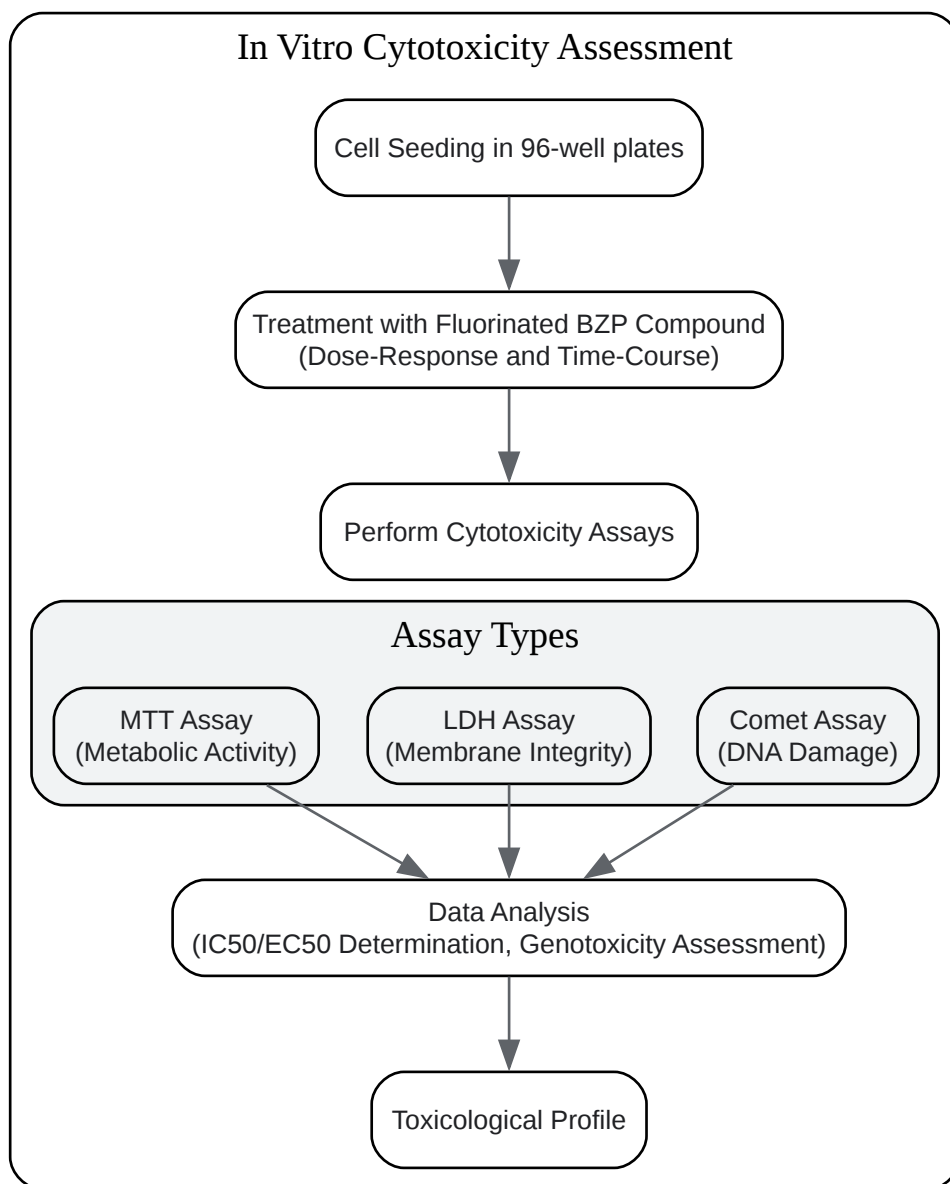 In Vitro Cytotoxicity Assessment
Cell Seeding in 96-well plates
Treatment with Fluorinated BZP Compound
(Dose-Response and Time-Course)
Perform Cytotoxicity Assays
Assay Types
MTT Assay
(Metabolic Activity)
LDH Assay
(Membrane Integrity)
Comet Assay
(DNA Damage)
Data Analysis
(IC50/EC50 Determination, Genotoxicity Assessment)
Toxicological Profile